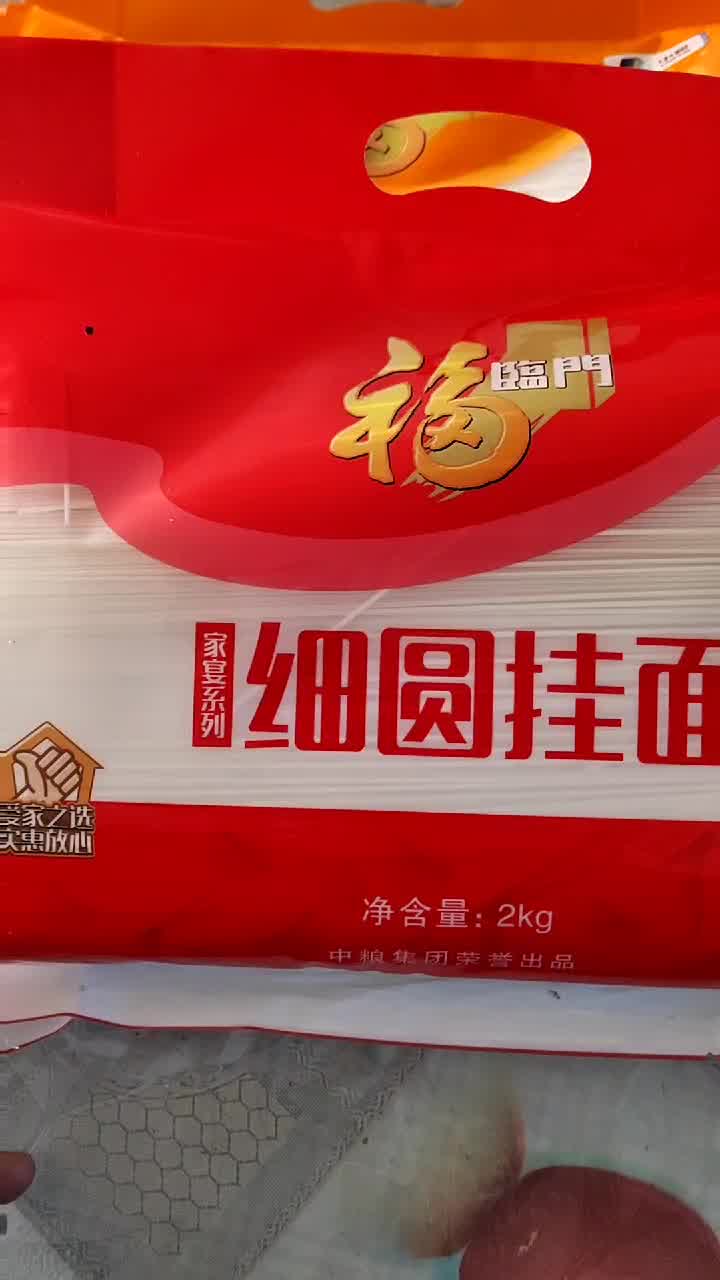 福臨門
家宴系列
细圆挂面
爱家之选
实惠放心
净含量：2kg
中粮集团荣誉出品